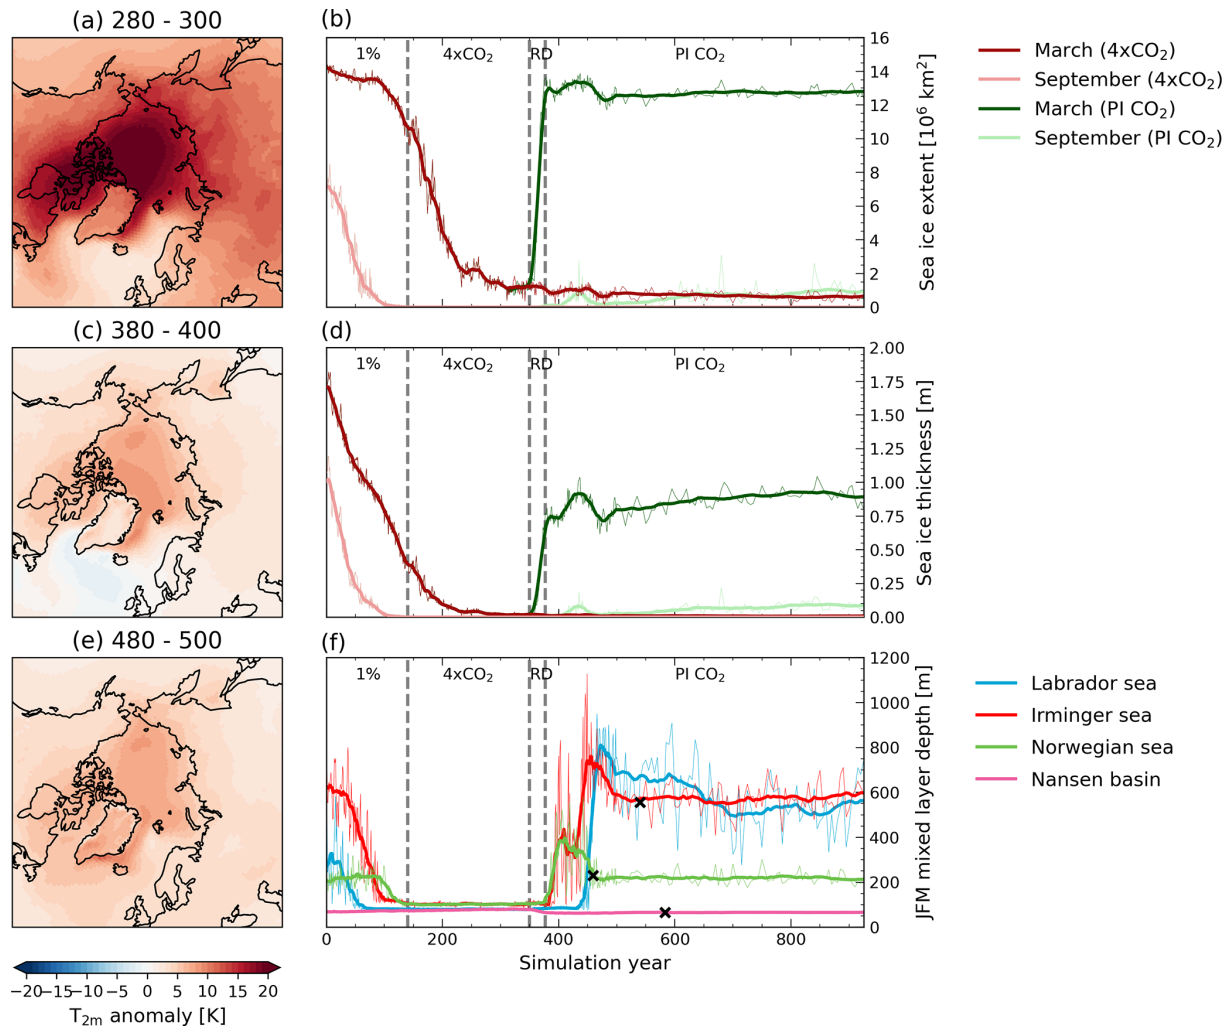 (a) 280 - 300
(b)
1% 4xCO₂ RD PI CO₂
16
14
12
10
8
6
4
2
0
Sea ice extent [10⁶ km²]
March (4xCO₂)
September (4xCO₂)
March (PI CO₂)
September (PI CO₂)
(c) 380 - 400
(d)
1% 4xCO₂ RD PI CO₂
2.00
1.75
1.50
1.25
1.00
0.75
0.50
0.25
0.00
Sea ice thickness [m]
(e) 480 - 500
(f)
1% 4xCO₂ RD PI CO₂
1200
1000
800
600
400
200
0
JFM mixed layer depth [m]
Labrador sea
Irminger sea
Norwegian sea
Nansen basin
0 200 400 600 800
Simulation year
−20 −15 −10 −5 0 5 10 15 20
T₂ₘ anomaly [K]